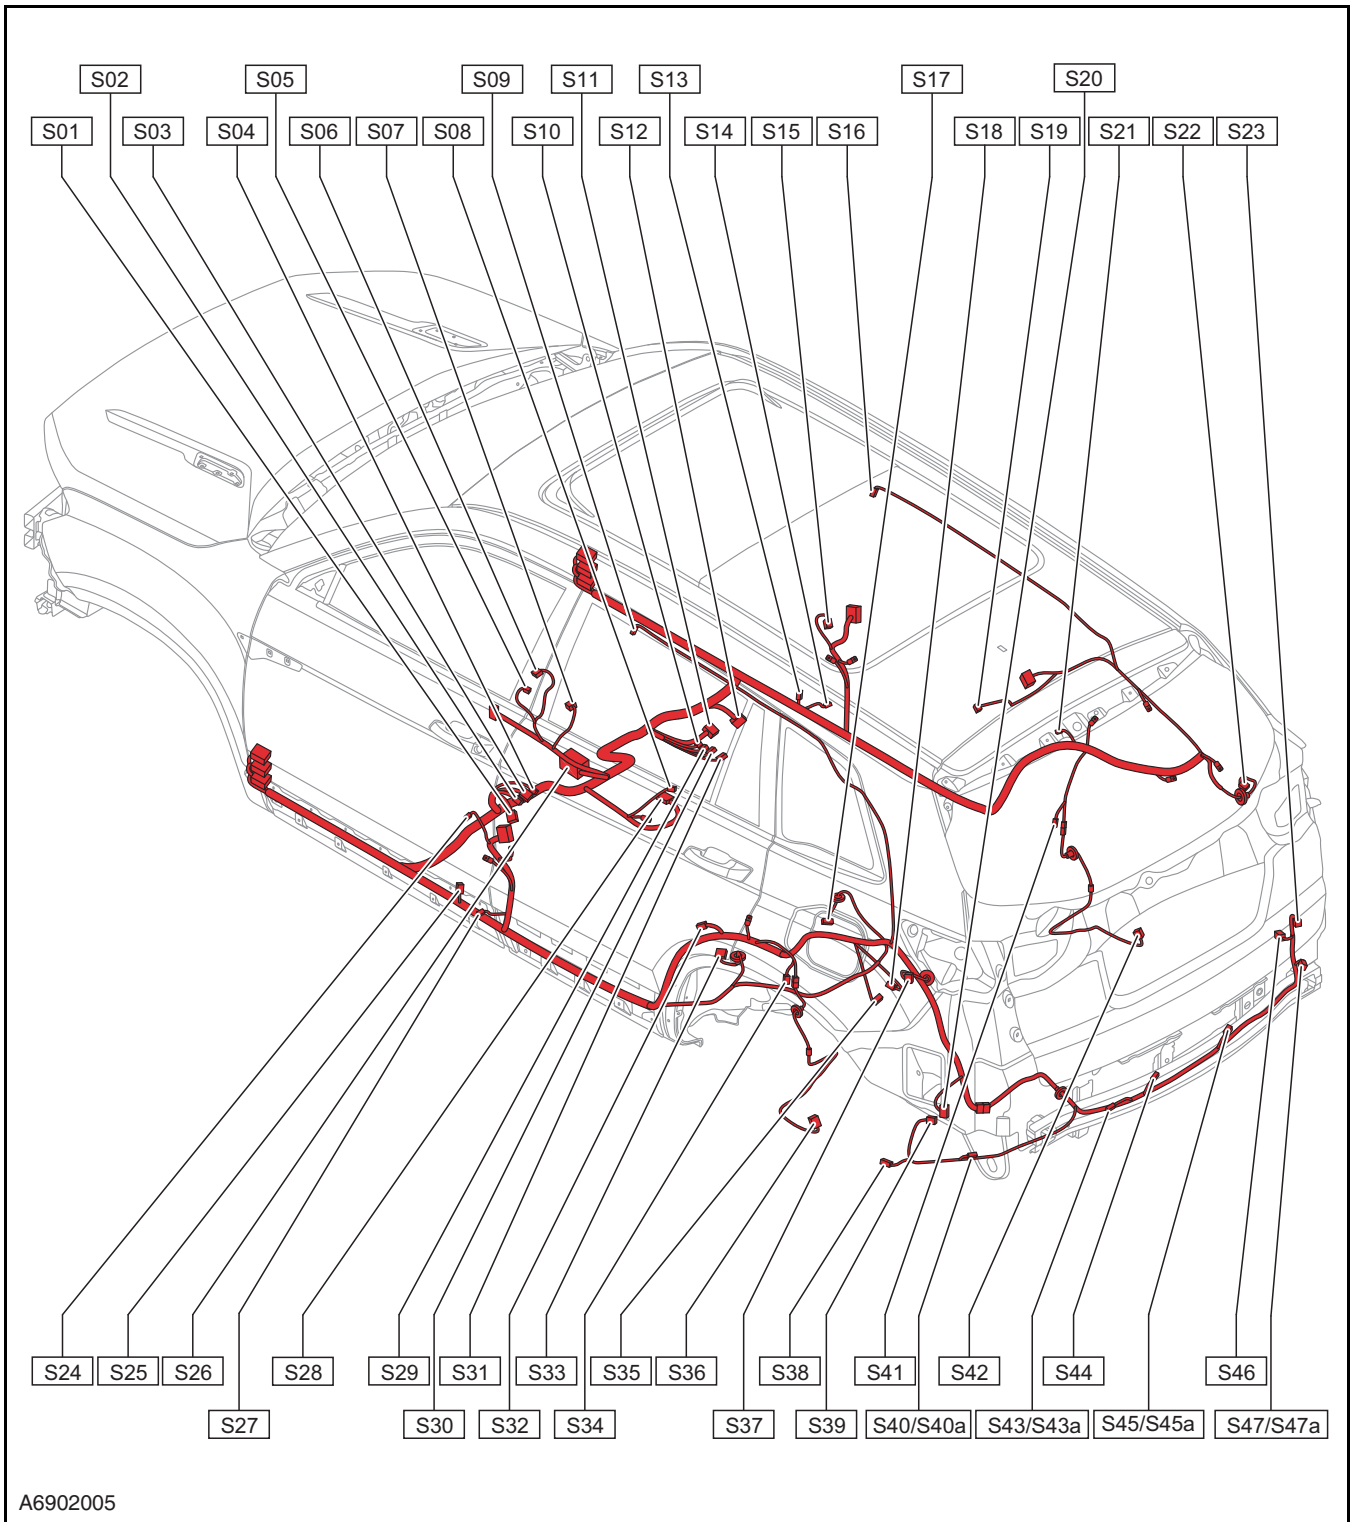 S02 S05 S09 S11 S13 S17 S20
S01 S03 S04 S06 S07 S08 S10 S12 S14 S15 S16 S18 S19 S21 S22 S23
S24 S25 S26 S28 S29 S31 S33 S35 S36 S38 S41 S42 S44 S46
S27 S30 S32 S34 S37 S39 S40/S40a S43/S43a S45/S45a S47/S47a
A6902005